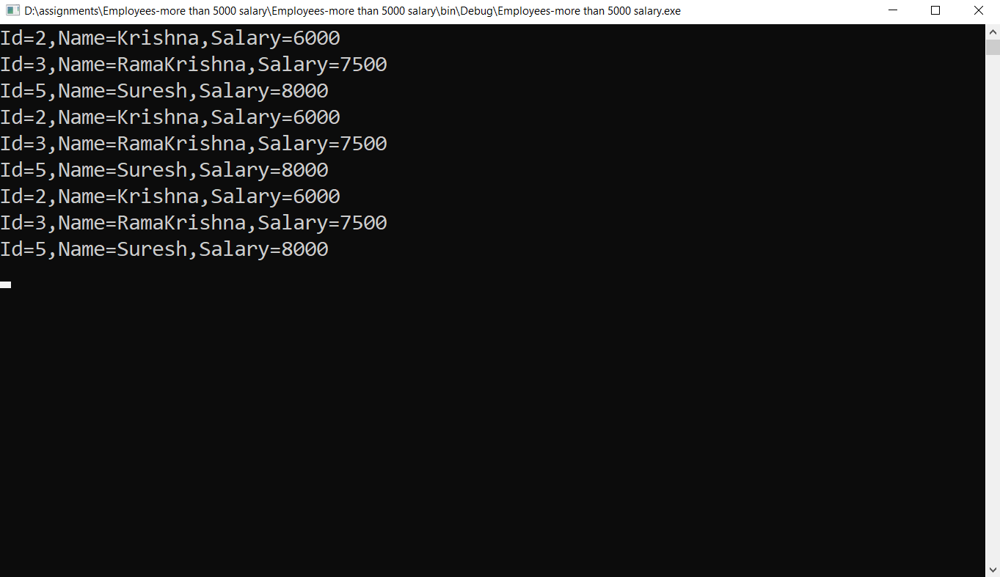 D:\assignments\Employees-more than 5000 salary\Employees-more than 5000 salary\bin\Debug\Employees-more than 5000 salary.exe
Id=2,Name=Krishna,Salary=6000
Id=3,Name=RamaKrishna,Salary=7500
Id=5,Name=Suresh,Salary=8000
Id=2,Name=Krishna,Salary=6000
Id=3,Name=RamaKrishna,Salary=7500
Id=5,Name=Suresh,Salary=8000
Id=2,Name=Krishna,Salary=6000
Id=3,Name=RamaKrishna,Salary=7500
Id=5,Name=Suresh,Salary=8000